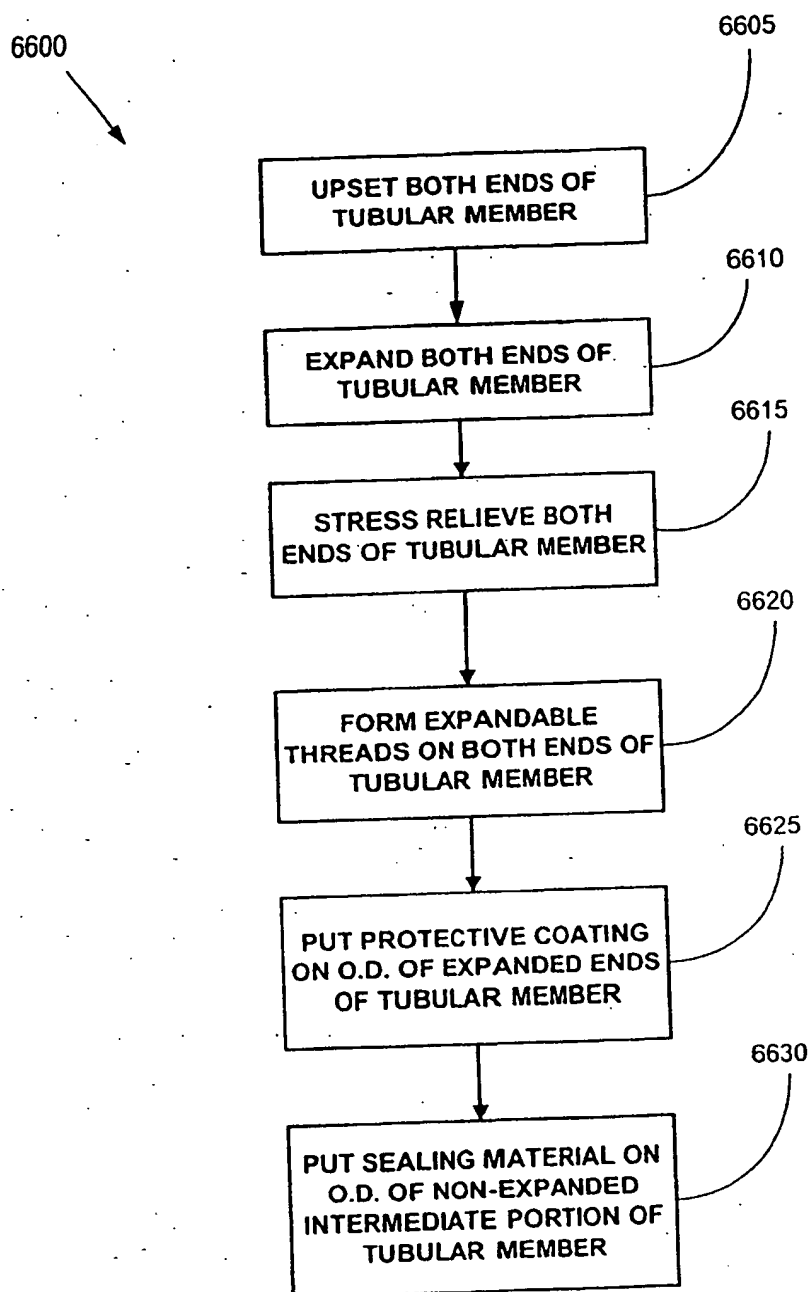 6600
6605
UPSET BOTH ENDS OF
TUBULAR MEMBER
6610
EXPAND BOTH ENDS OF
TUBULAR MEMBER
6615
STRESS RELIEVE BOTH
ENDS OF TUBULAR MEMBER
6620
FORM EXPANDABLE
THREADS ON BOTH ENDS OF
TUBULAR MEMBER
6625
PUT PROTECTIVE COATING
ON O.D. OF EXPANDED ENDS
OF TUBULAR MEMBER
6630
PUT SEALING MATERIAL ON
O.D. OF NON-EXPANDED
INTERMEDIATE PORTION OF
TUBULAR MEMBER